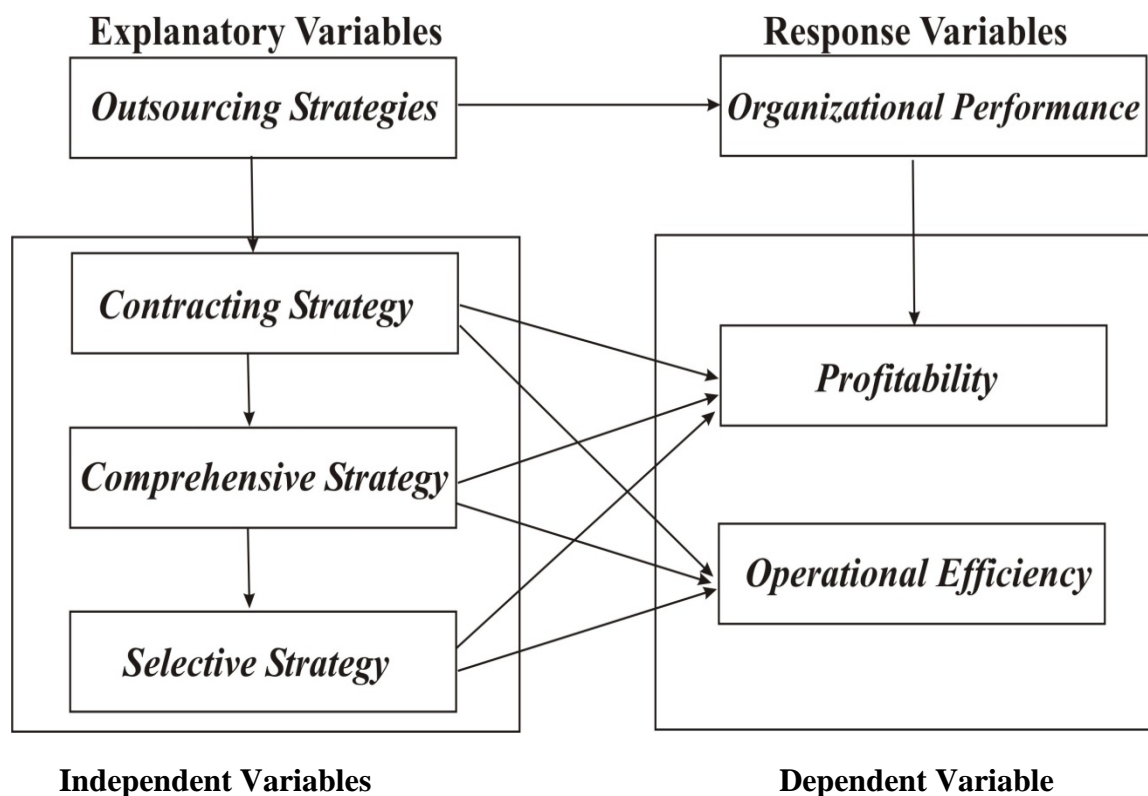 Explanatory Variables
Response Variables
Outsourcing Strategies
Organizational Performance
Contracting Strategy
Profitability
Comprehensive Strategy
Operational Efficiency
Selective Strategy
Independent Variables
Dependent Variable